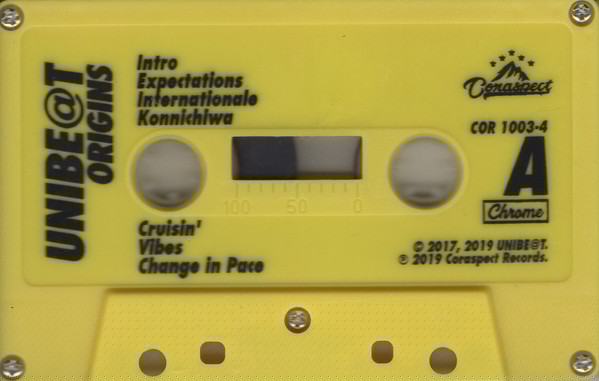 UNIBE@T
ORIGINS
Intro
Expectations
Internationale
Konnichiwa
Coraspect
COR 1003-4
A
Chrome
100 50 0
Cruisin'
Vibes
Change in Pace
© 2017, 2019 UNIBE@T.
℗ 2019 Coraspect Records.